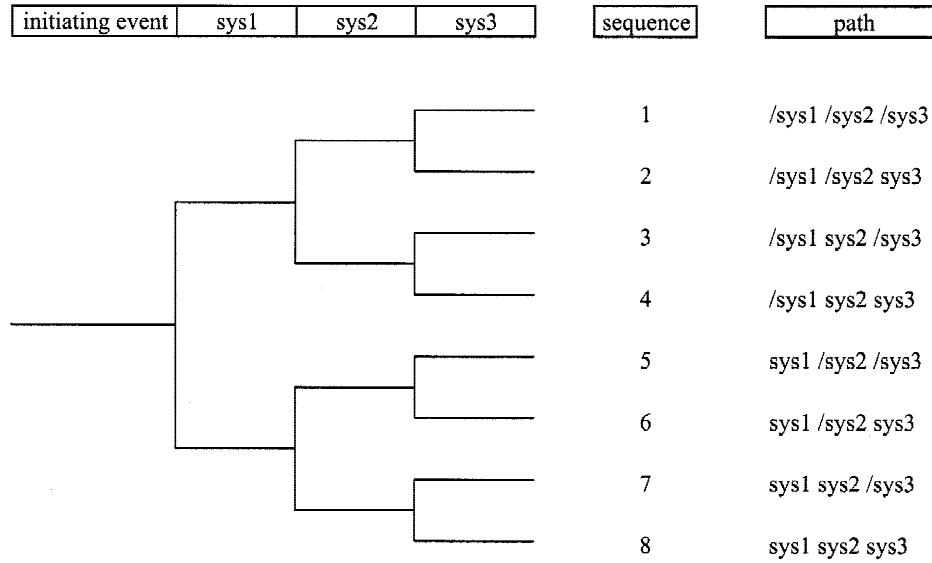 initiating event sys1 sys2 sys3 sequence path
1 /sys1 /sys2 /sys3
2 /sys1 /sys2 sys3
3 /sys1 sys2 /sys3
4 /sys1 sys2 sys3
5 sys1 /sys2 /sys3
6 sys1 /sys2 sys3
7 sys1 sys2 /sys3
8 sys1 sys2 sys3